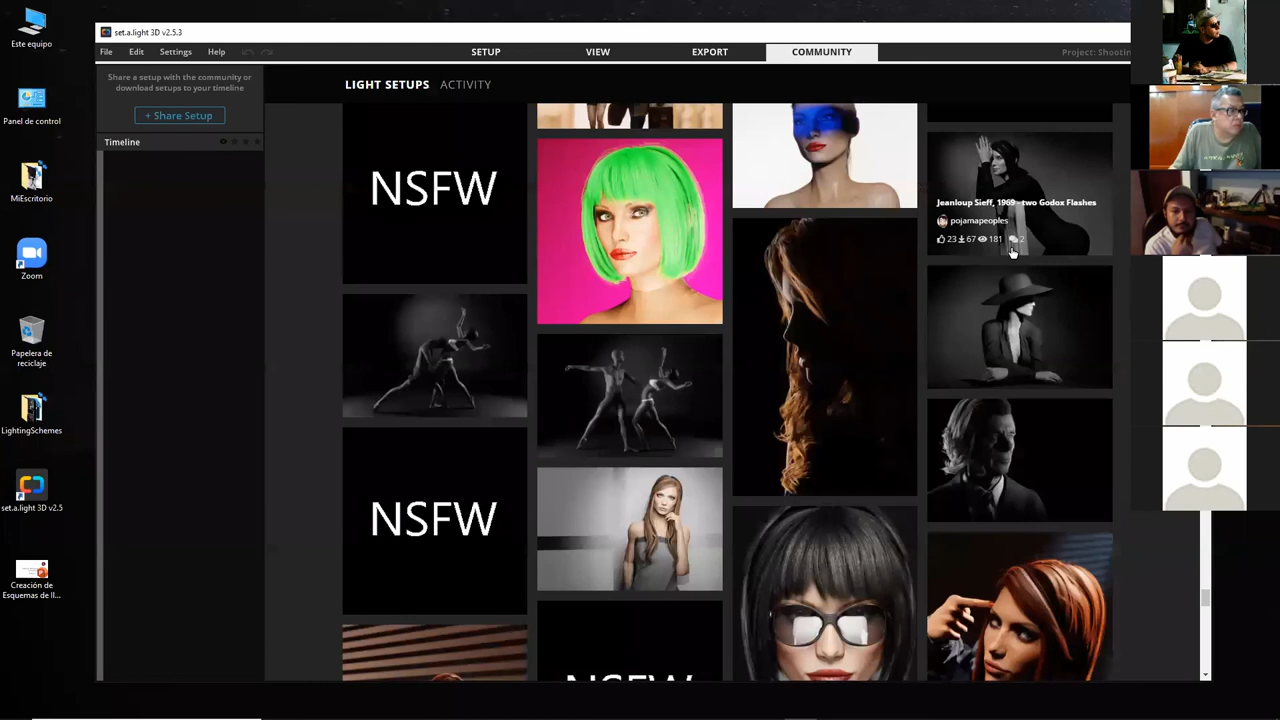 set.a.light 3D v2.5.3
File Edit Settings Help
SETUP VIEW EXPORT COMMUNITY
Project: Shootin
Share a setup with the community or
download setups to your timeline
+ Share Setup
Timeline
LIGHT SETUPS ACTIVITY
Este equipo
Panel de control
MiEscritorio
Zoom
Papelera de
reciclaje
LightingSchemes
set.a.light 3D v2.5
Creación de
Esquemas de Il...
NSFW
Jeanloup Sieff, 1969 - two Godox Flashes
pojamapeoples
23 67 181 2
NSFW
NSFW